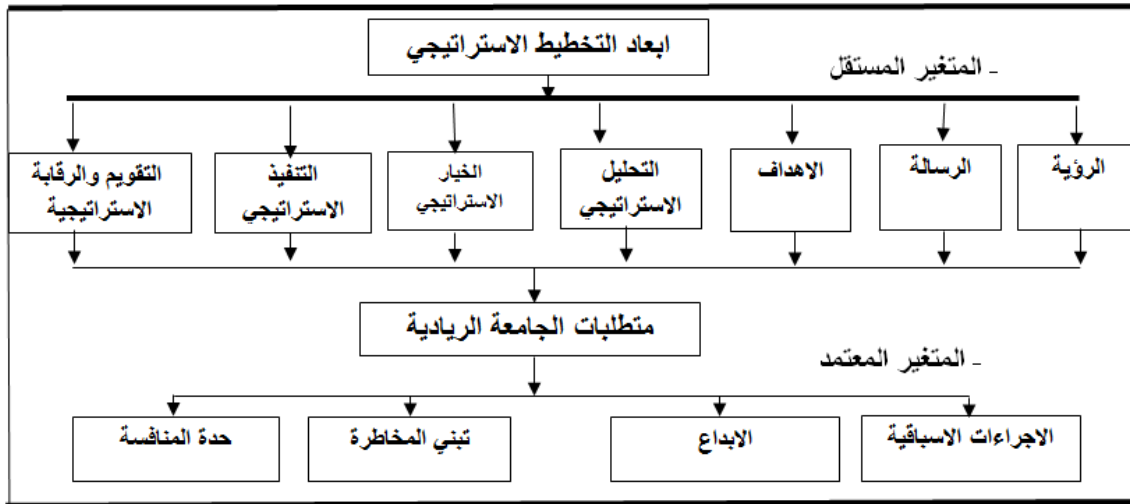 ابعاد التخطيط الاستراتيجي
- المتغير المستقل
الرؤية
الرسالة
الاهداف
التحليل
الاستراتيجي
الخيار
الاستراتيجي
التنفيذ
الاستراتيجي
التقويم والرقابة
الاستراتيجية
متطلبات الجامعة الريادية
- المتغير المعتمد
الاجراءات الاسباقية
الابداع
تبني المخاطرة
حدة المنافسة